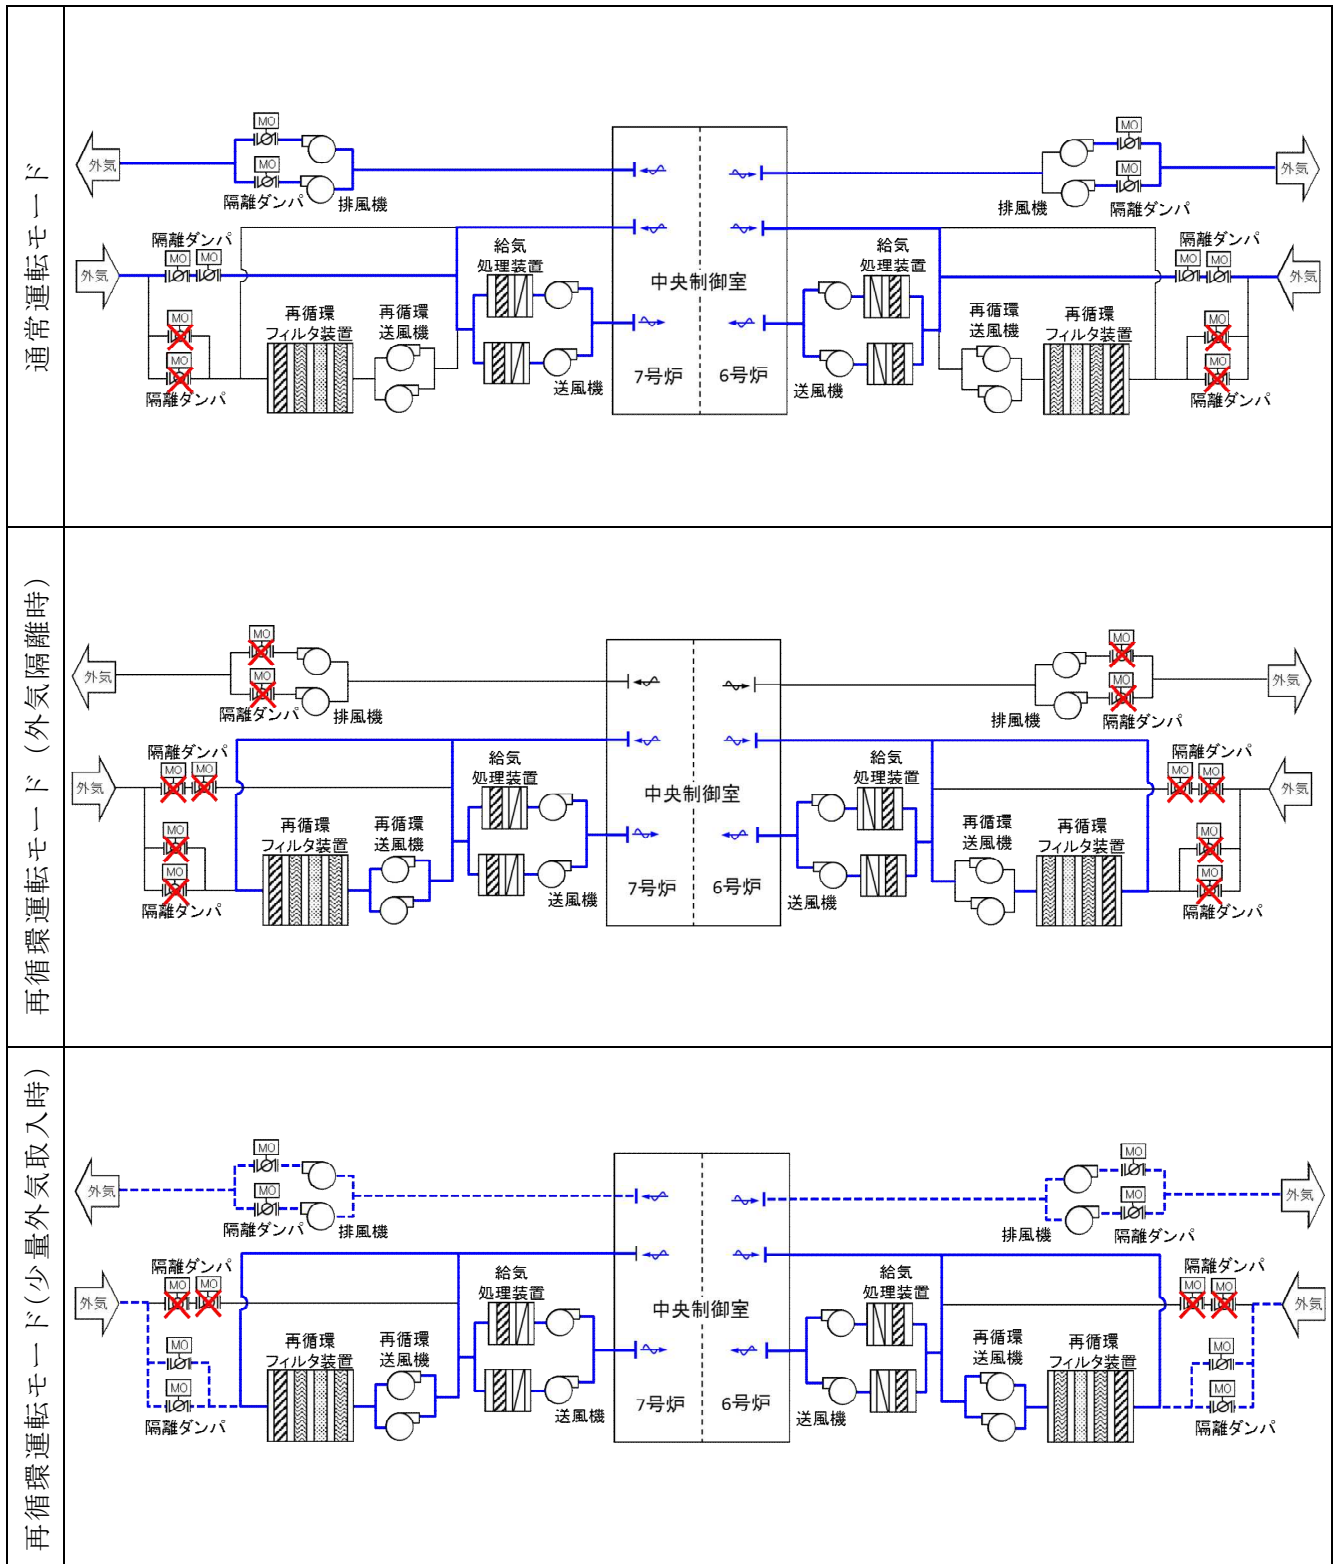 通常運転モード
MO
MO
外気
隔離ダンパ
排風機
隔離ダンパ
MO
MO
外気
給気
処理装置
MO
MO
隔離ダンパ
再循環
フィルタ装置
再循環
送風機
送風機
中央制御室
7号炉
6号炉
MO
MO
外気
排風機
隔離ダンパ
隔離ダンパ
MO
MO
外気
給気
処理装置
送風機
再循環
送風機
再循環
フィルタ装置
MO
MO
隔離ダンパ
再循環運転モード(外気隔離時)
MO
MO
外気
隔離ダンパ
排風機
隔離ダンパ
MO
MO
外気
給気
処理装置
MO
MO
隔離ダンパ
再循環
フィルタ装置
再循環
送風機
送風機
中央制御室
7号炉
6号炉
MO
MO
外気
排風機
隔離ダンパ
隔離ダンパ
MO
MO
外気
給気
処理装置
送風機
再循環
送風機
再循環
フィルタ装置
MO
MO
隔離ダンパ
再循環運転モード(少量外気取入時)
MO
MO
外気
隔離ダンパ
排風機
隔離ダンパ
MO
MO
外気
給気
処理装置
MO
MO
隔離ダンパ
再循環
フィルタ装置
再循環
送風機
送風機
中央制御室
7号炉
6号炉
MO
MO
外気
排風機
隔離ダンパ
隔離ダンパ
MO
MO
外気
給気
処理装置
送風機
再循環
送風機
再循環
フィルタ装置
MO
MO
隔離ダンパ